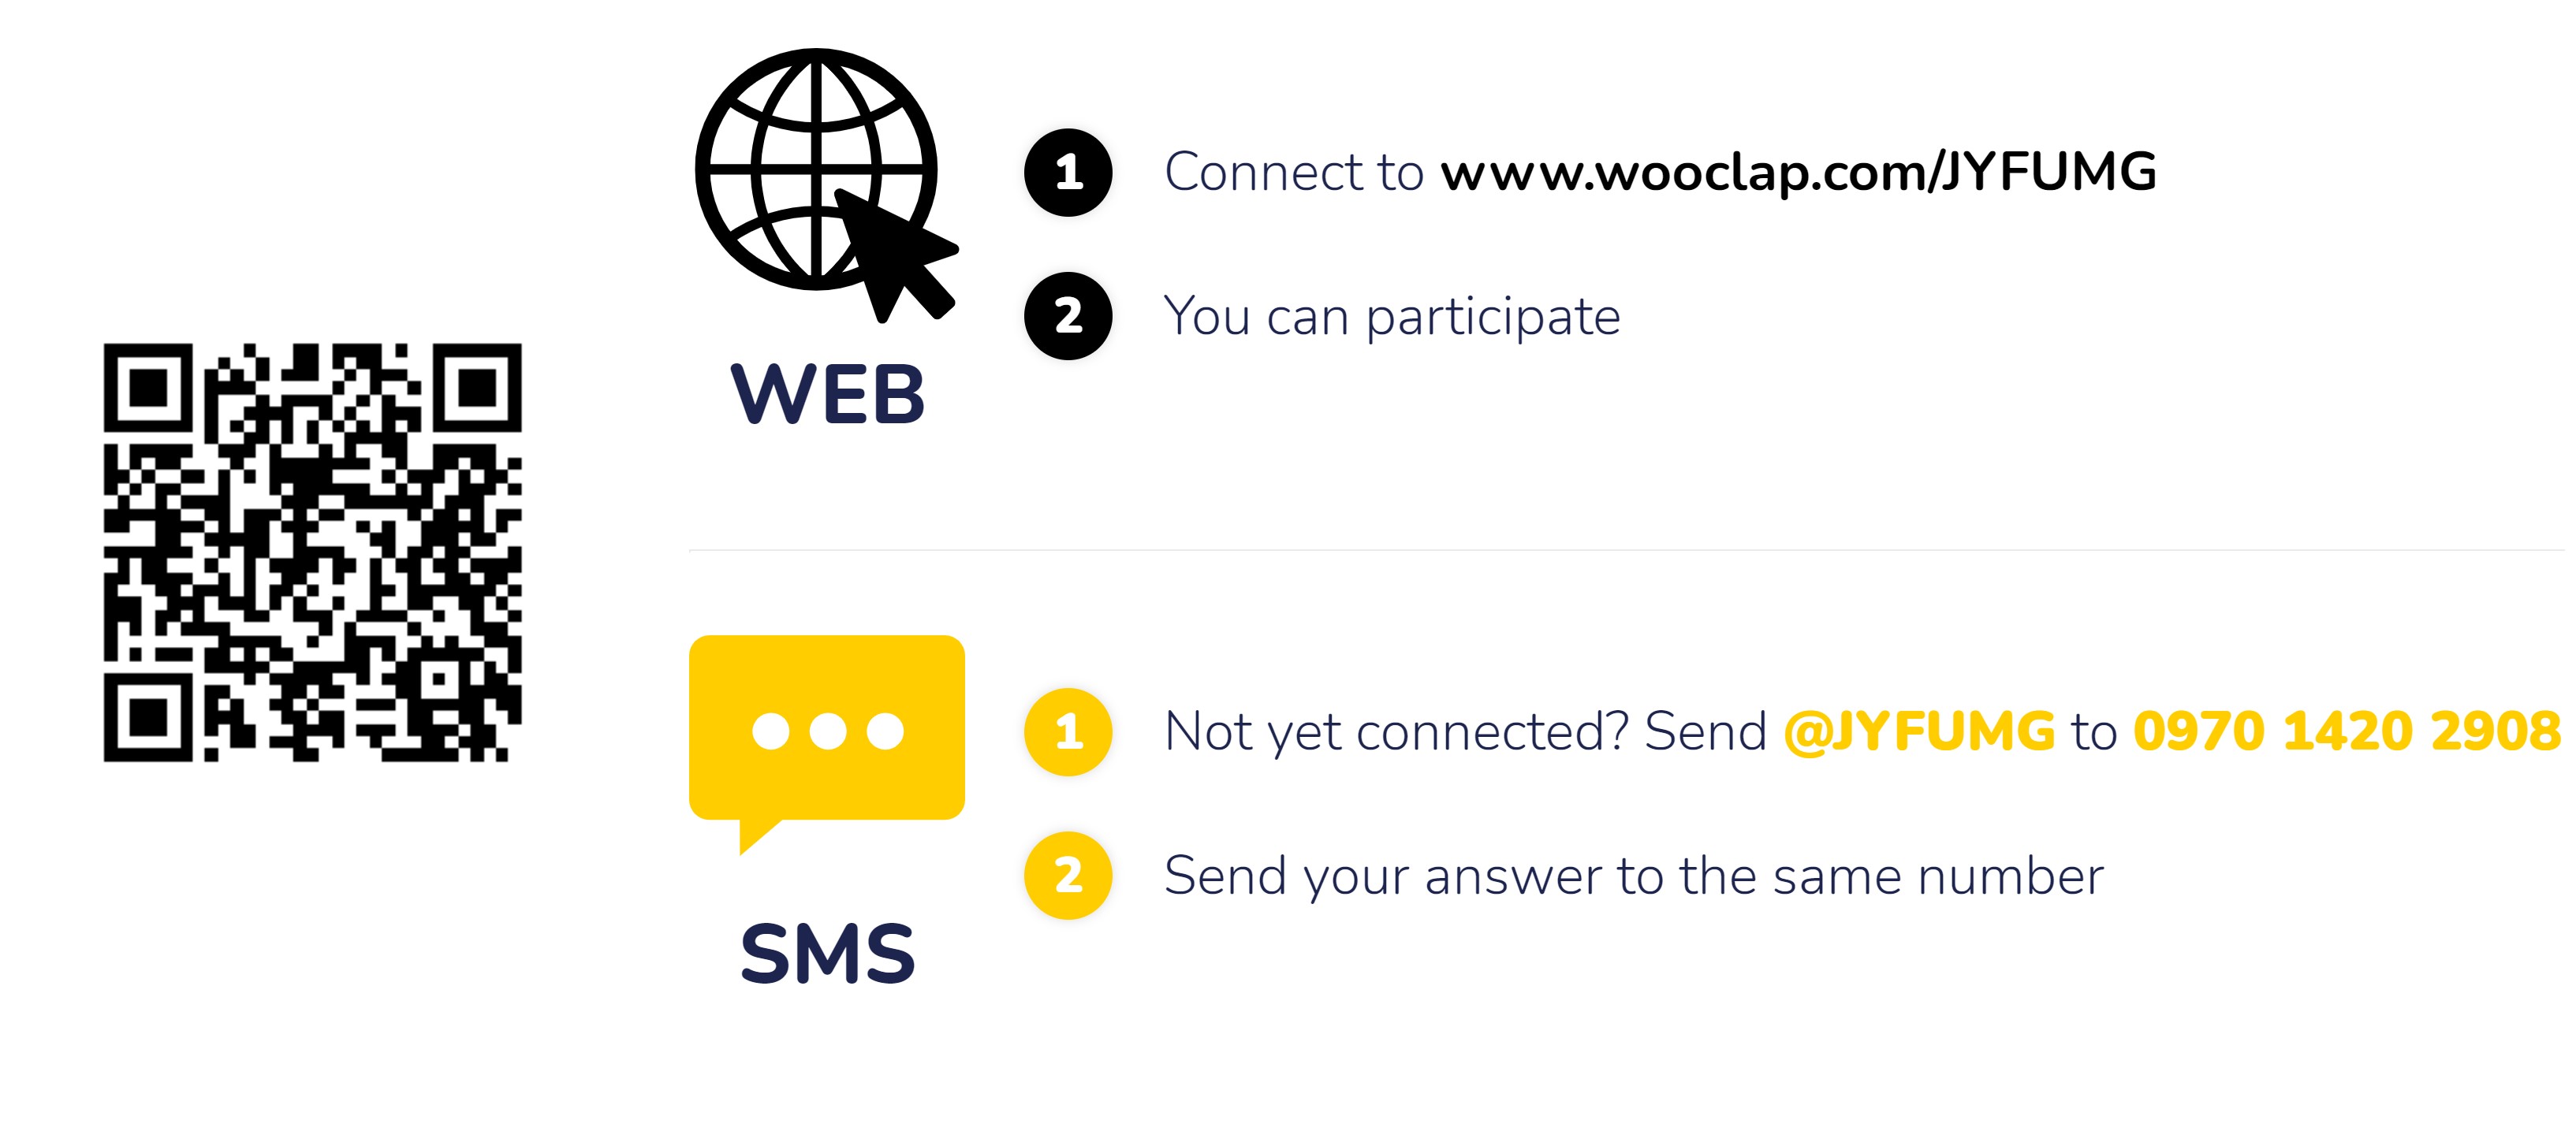 WEB
1 Connect to www.wooclap.com/JYFUMG
2 You can participate
SMS
1 Not yet connected? Send @JYFUMG to 0970 1420 2908
2 Send your answer to the same number